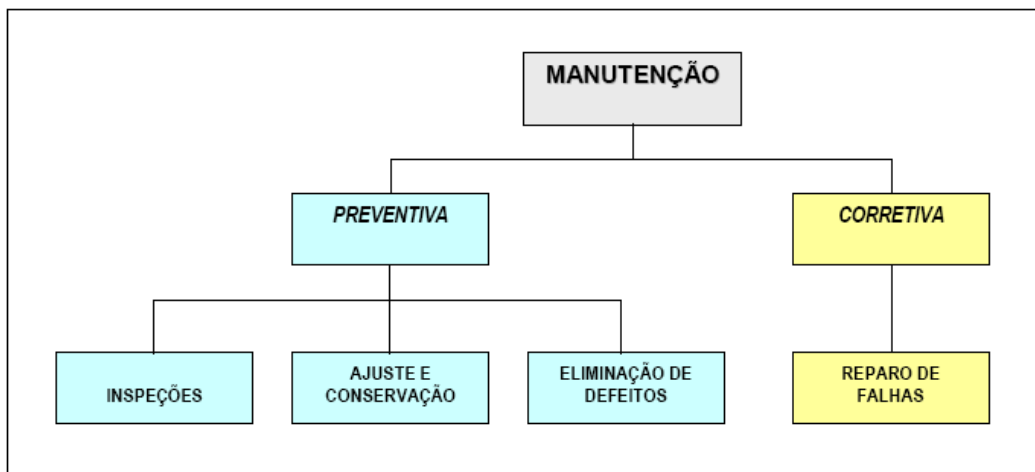 MANUTENÇÃO
PREVENTIVA
CORRETIVA
INSPEÇÕES
AJUSTE E
CONSERVAÇÃO
ELIMINAÇÃO DE
DEFEITOS
REPARO DE
FALHAS